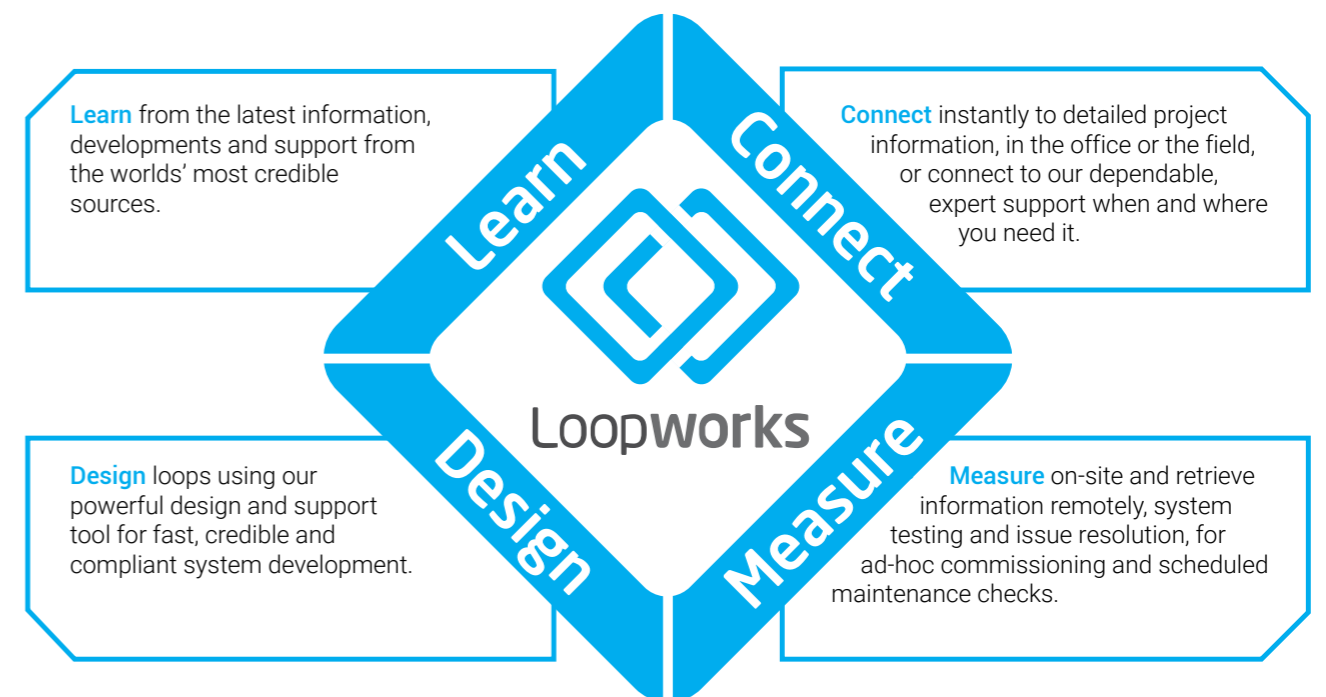 Learn from the latest information,
developments and support from
the worlds’ most credible
sources.
Learn
Connect
Connect instantly to detailed project
information, in the office or the field,
or connect to our dependable,
expert support when and where
you need it.
Loopworks
Design loops using our
powerful design and support
tool for fast, credible and
compliant system development.
Design
Measure
Measure on-site and retrieve
information remotely, system
testing and issue resolution, for
ad-hoc commissioning and scheduled
maintenance checks.